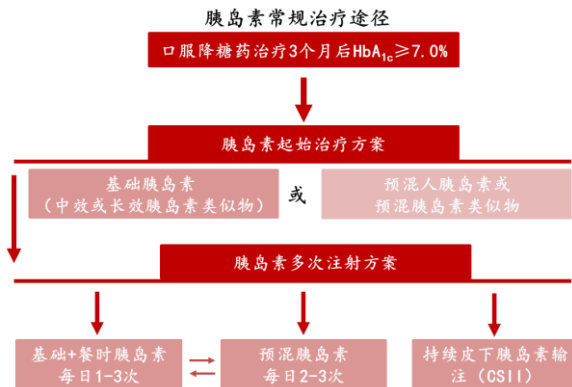 胰岛素常规治疗途径
口服降糖药治疗3个月后HbA1c≥7.0%
胰岛素起始治疗方案
基础胰岛素
（中效或长效胰岛素类似物）
或
预混人胰岛素或
预混胰岛素类似物
胰岛素多次注射方案
基础+餐时胰岛素
每日1-3次
预混胰岛素
每日2-3次
持续皮下胰岛素输
注（CSII）